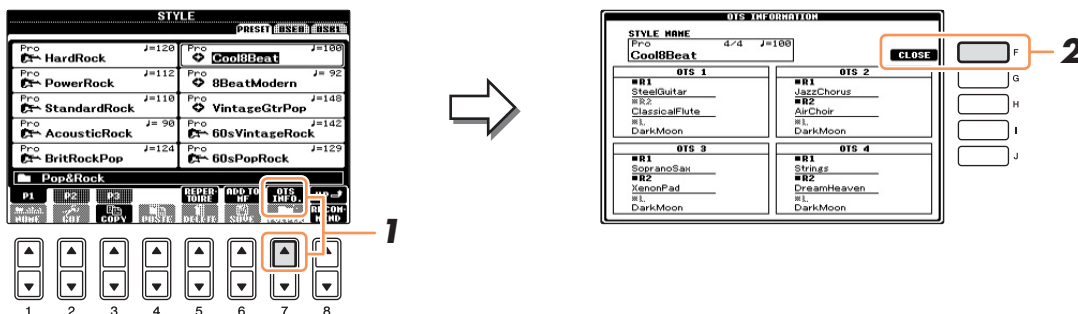 STYLE
PRESET USER USB1
Pro ♩=120 Pro ♩=100
HardRock Cool8Beat
Pro ♩=112 Pro ♩= 92
PowerRock 8BeatModern
Pro ♩=110 Pro ♩=148
StandardRock VintageGtrPop
Pro ♩= 90 Pro ♩=142
AcousticRock 60sVintageRock
Pro ♩=124 Pro ♩=129
BritRockPop 60sPopRock
Pop&Rock
P1 P2 P3 REPER-TOIRE ADD TO MF OTS INFO. UP
NAME CUT COPY PASTE DELETE SAVE RECOM-MEND
1
1 2 3 4 5 6 7 8
OTS INFORMATION
STYLE NAME
Pro 4/4 ♩=100
Cool8Beat
CLOSE
F
2
G
H
I
J
OTS 1
R1
SteelGuitar
R2
ClassicalFlute
L
DarkMoon
OTS 2
R1
JazzChorus
R2
AirChoir
L
DarkMoon
OTS 3
R1
SopranoSax
R2
XenonPad
L
DarkMoon
OTS 4
R1
Strings
R2
DreamHeaven
L
DarkMoon